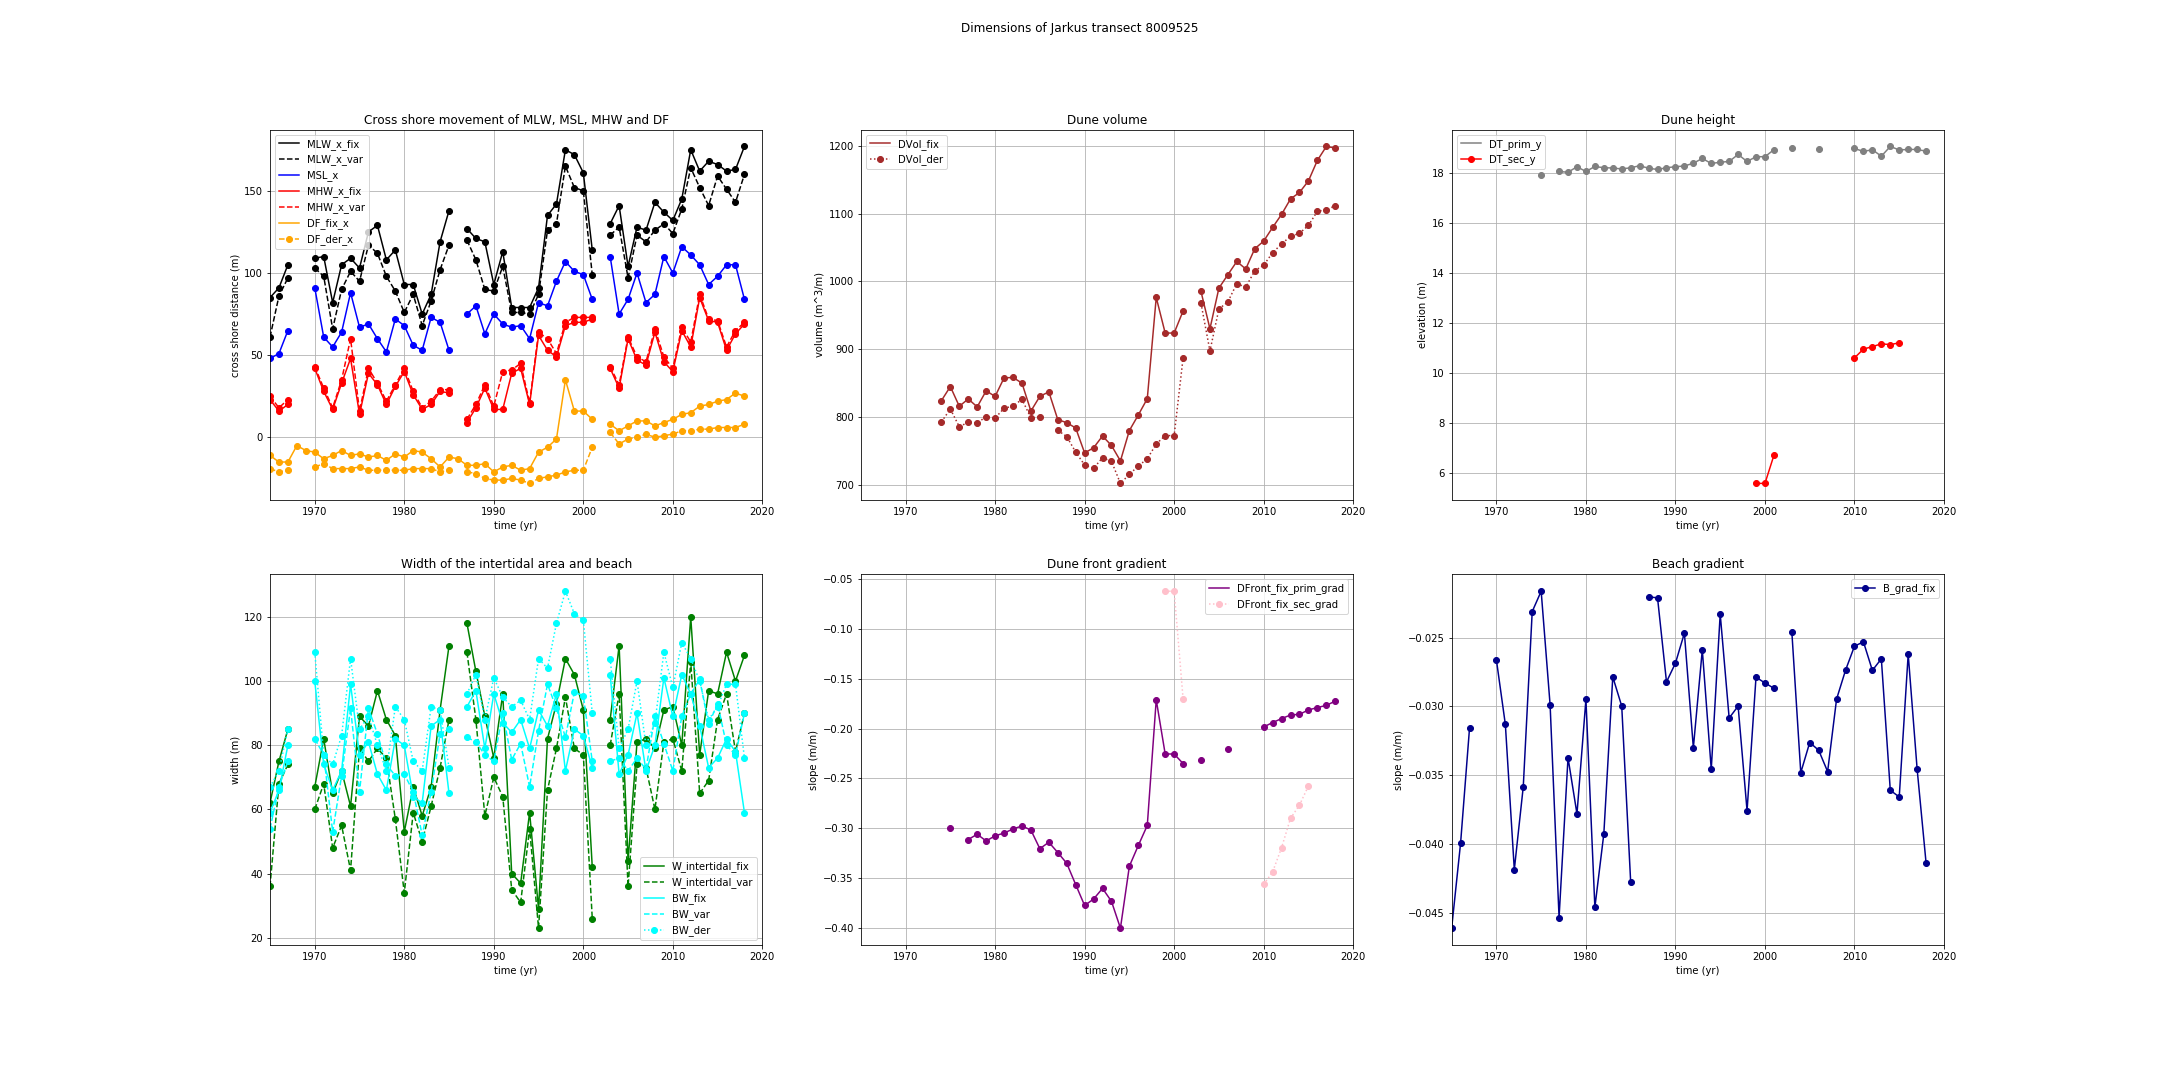 Dimensions of Jarkus transect 8009525
Cross shore movement of MLW, MSL, MHW and DF
MLW_x_fix
MLW_x_var
MSL_x
MHW_x_fix
MHW_x_var
DF_fix_x
DF_der_x
cross shore distance (m)
150
100
50
0
1970 1980 1990 2000 2010 2020
time (yr)
Dune volume
DVol_fix
DVol_der
volume (m^3/m)
1200
1100
1000
900
800
700
1970 1980 1990 2000 2010 2020
time (yr)
Dune height
DT_prim_y
DT_sec_y
elevation (m)
18
16
14
12
10
8
6
1970 1980 1990 2000 2010 2020
time (yr)
Width of the intertidal area and beach
W_intertidal_fix
W_intertidal_var
BW_fix
BW_var
BW_der
width (m)
120
100
80
60
40
20
1970 1980 1990 2000 2010 2020
time (yr)
Dune front gradient
DFront_fix_prim_grad
DFront_fix_sec_grad
slope (m/m)
−0.05
−0.10
−0.15
−0.20
−0.25
−0.30
−0.35
−0.40
1970 1980 1990 2000 2010 2020
time (yr)
Beach gradient
B_grad_fix
slope (m/m)
−0.025
−0.030
−0.035
−0.040
−0.045
1970 1980 1990 2000 2010 2020
time (yr)